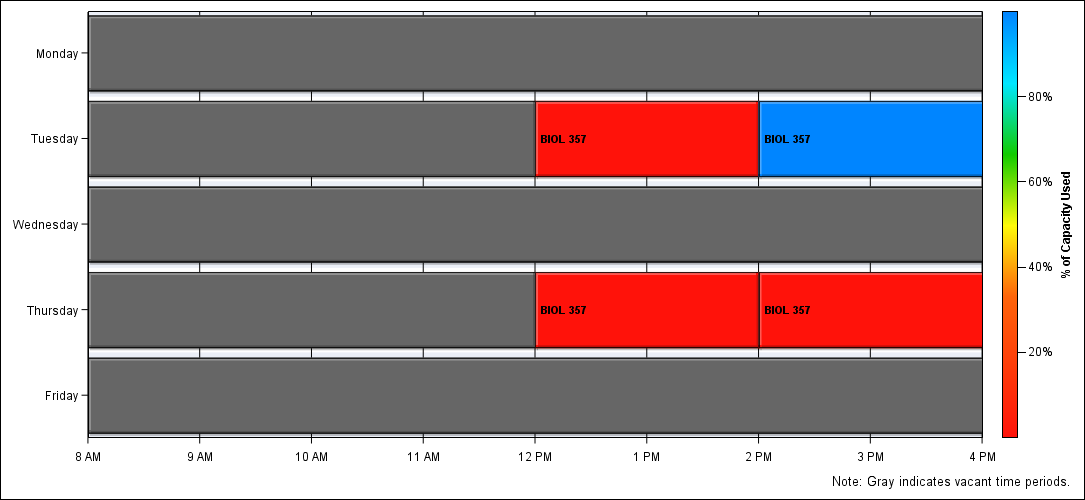 Monday
Tuesday
BIOL 357
BIOL 357
Wednesday
Thursday
BIOL 357
BIOL 357
Friday
8 AM
9 AM
10 AM
11 AM
12 PM
1 PM
2 PM
3 PM
4 PM
80%
60%
40%
20%
% of Capacity Used
Note: Gray indicates vacant time periods.